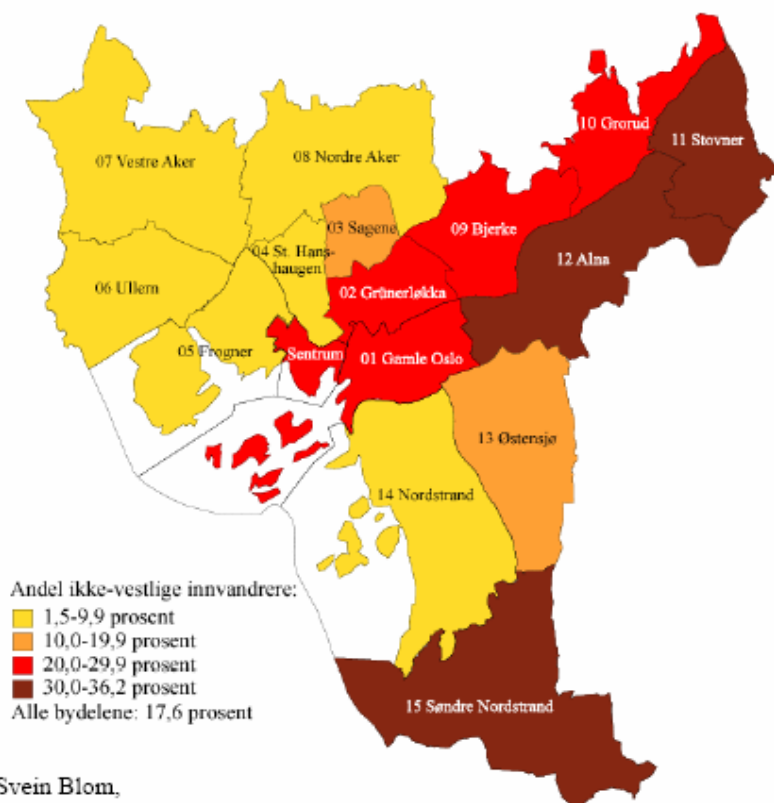 10 Grorud
11 Stovner
07 Vestre Aker
08 Nordre Aker
03 Sagene
09 Bjerke
04 St. Hans-
haugen
12 Alna
06 Ullern
02 Grünerløkka
05 Frogner
Sentrum
01 Gamle Oslo
13 Østensjø
14 Nordstrand
Andel ikke-vestlige innvandrere:
1,5-9,9 prosent
10,0-19,9 prosent
20,0-29,9 prosent
30,0-36,2 prosent
Alle bydelene: 17,6 prosent
15 Søndre Nordstrand
Svein Blom,